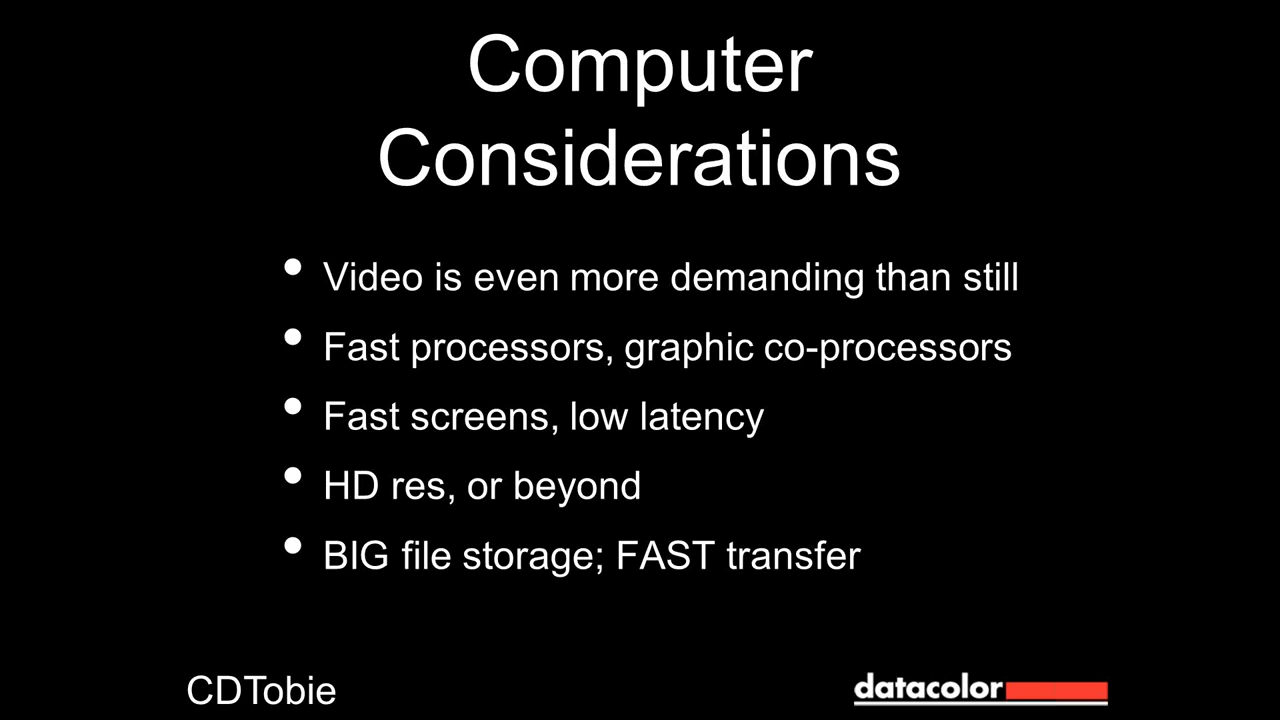 Computer
Considerations
• Video is even more demanding than still
• Fast processors, graphic co-processors
• Fast screens, low latency
• HD res, or beyond
• BIG file storage; FAST transfer
CDTobie
datacolor